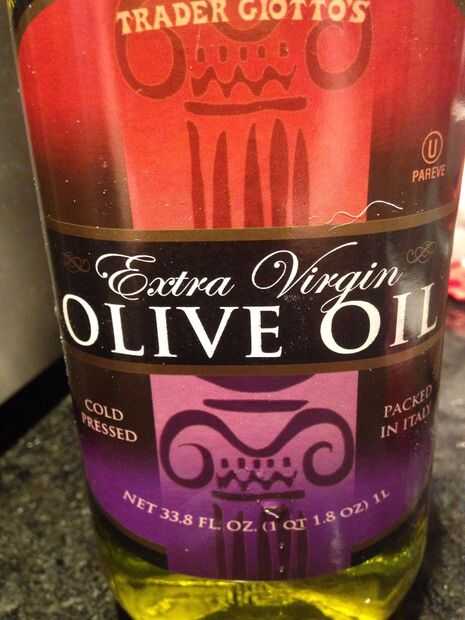 TRADER GIOTTO'S
U
PAREVE
Extra Virgin
OLIVE OIL
COLD
PRESSED
PACKED
IN ITALY
NET 33.8 FL. OZ. (1 QT 1.8 OZ) 1L